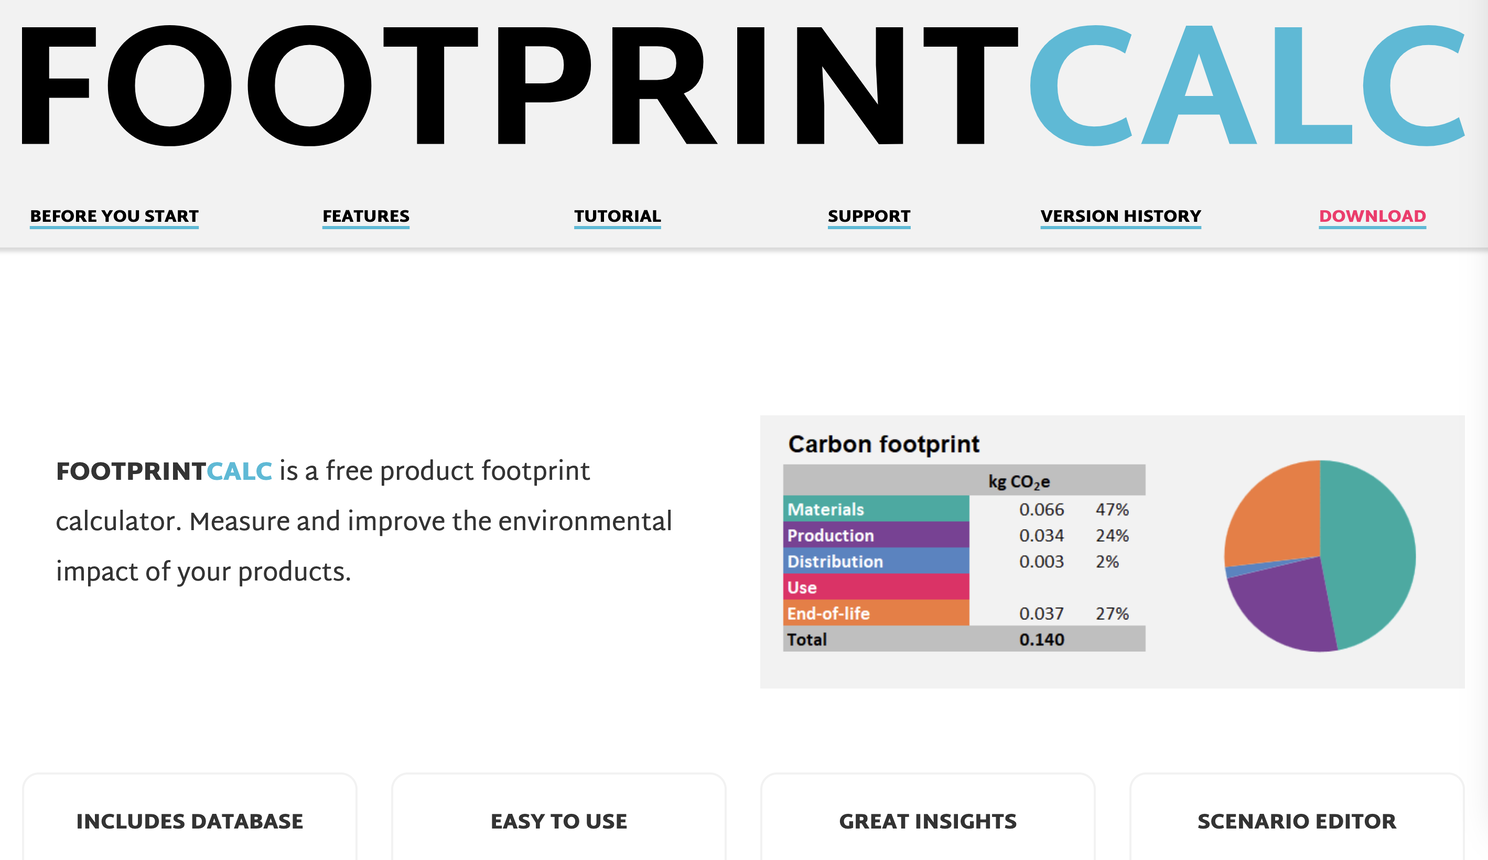 FOOTPRINTCALC
BEFORE YOU START FEATURES TUTORIAL SUPPORT VERSION HISTORY DOWNLOAD
FOOTPRINTCALC is a free product footprint
calculator. Measure and improve the environmental
impact of your products.
Carbon footprint
kg CO₂e
Materials 0.066 47%
Production 0.034 24%
Distribution 0.003 2%
Use
End-of-life 0.037 27%
Total 0.140
INCLUDES DATABASE EASY TO USE GREAT INSIGHTS SCENARIO EDITOR